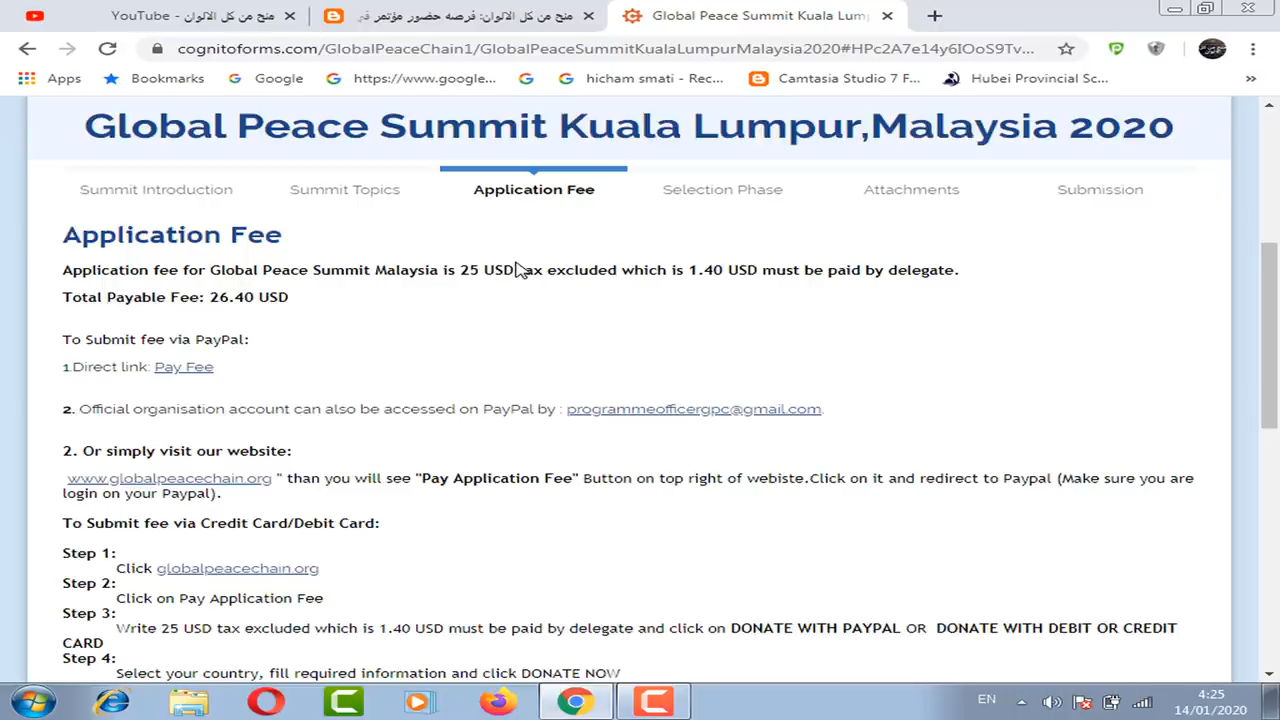 YouTube - منح من كل الالوان
منح من كل الالوان: فرصه حضور مؤتمر في
Global Peace Summit Kuala Lum
cognitoforms.com/GlobalPeaceChain1/GlobalPeaceSummitKualaLumpurMalaysia2020#HPc2A7e14y6IOoS9Tv...
Apps
Bookmarks
Google
https://www.google...
hicham smati - Rec...
Camtasia Studio 7 F...
Hubei Provincial Sc...
»
Global Peace Summit Kuala Lumpur,Malaysia 2020
Summit Introduction
Summit Topics
Application Fee
Selection Phase
Attachments
Submission
Application Fee
Application fee for Global Peace Summit Malaysia is 25 USD tax excluded which is 1.40 USD must be paid by delegate.
Total Payable Fee: 26.40 USD
To Submit fee via PayPal:
1.Direct link: Pay Fee
2. Official organisation account can also be accessed on PayPal by : programmeofficergpc@gmail.com.
2. Or simply visit our website:
www.globalpeacechain.org " than you will see "Pay Application Fee" Button on top right of webiste.Click on it and redirect to Paypal (Make sure you are
login on your Paypal).
To Submit fee via Credit Card/Debit Card:
Step 1:
Click globalpeacechain.org
Step 2:
Click on Pay Application Fee
Step 3:
Write 25 USD tax excluded which is 1.40 USD must be paid by delegate and click on DONATE WITH PAYPAL OR DONATE WITH DEBIT OR CREDIT
CARD
Step 4:
Select your country, fill required information and click DONATE NOW
EN
4:25
14/01/2020